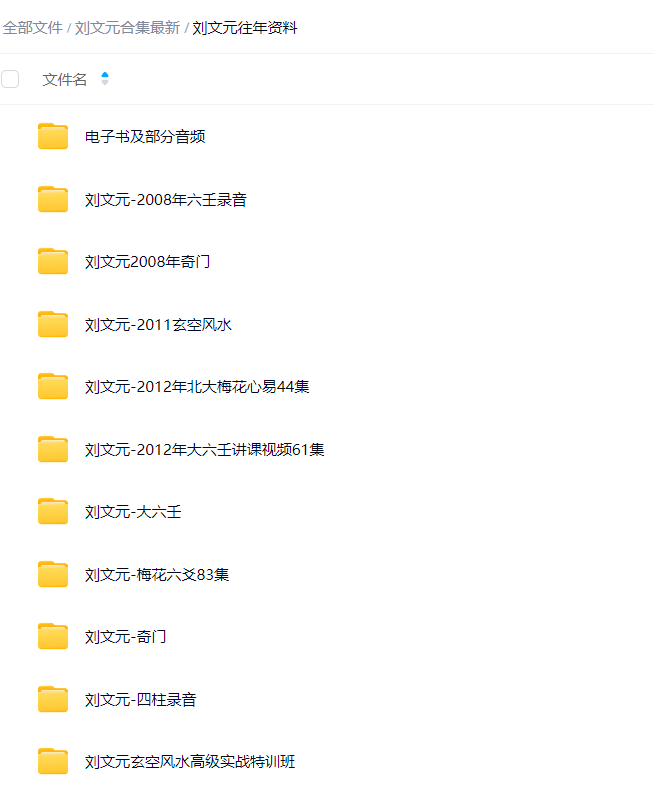 全部文件 / 刘文元合集最新 / 刘文元往年资料
文件名
电子书及部分音频
刘文元-2008年六壬录音
刘文元2008年奇门
刘文元-2011玄空风水
刘文元-2012年北大梅花心易44集
刘文元-2012年大六壬讲课视频61集
刘文元-大六壬
刘文元-梅花六爻83集
刘文元-奇门
刘文元-四柱录音
刘文元玄空风水高级实战特训班